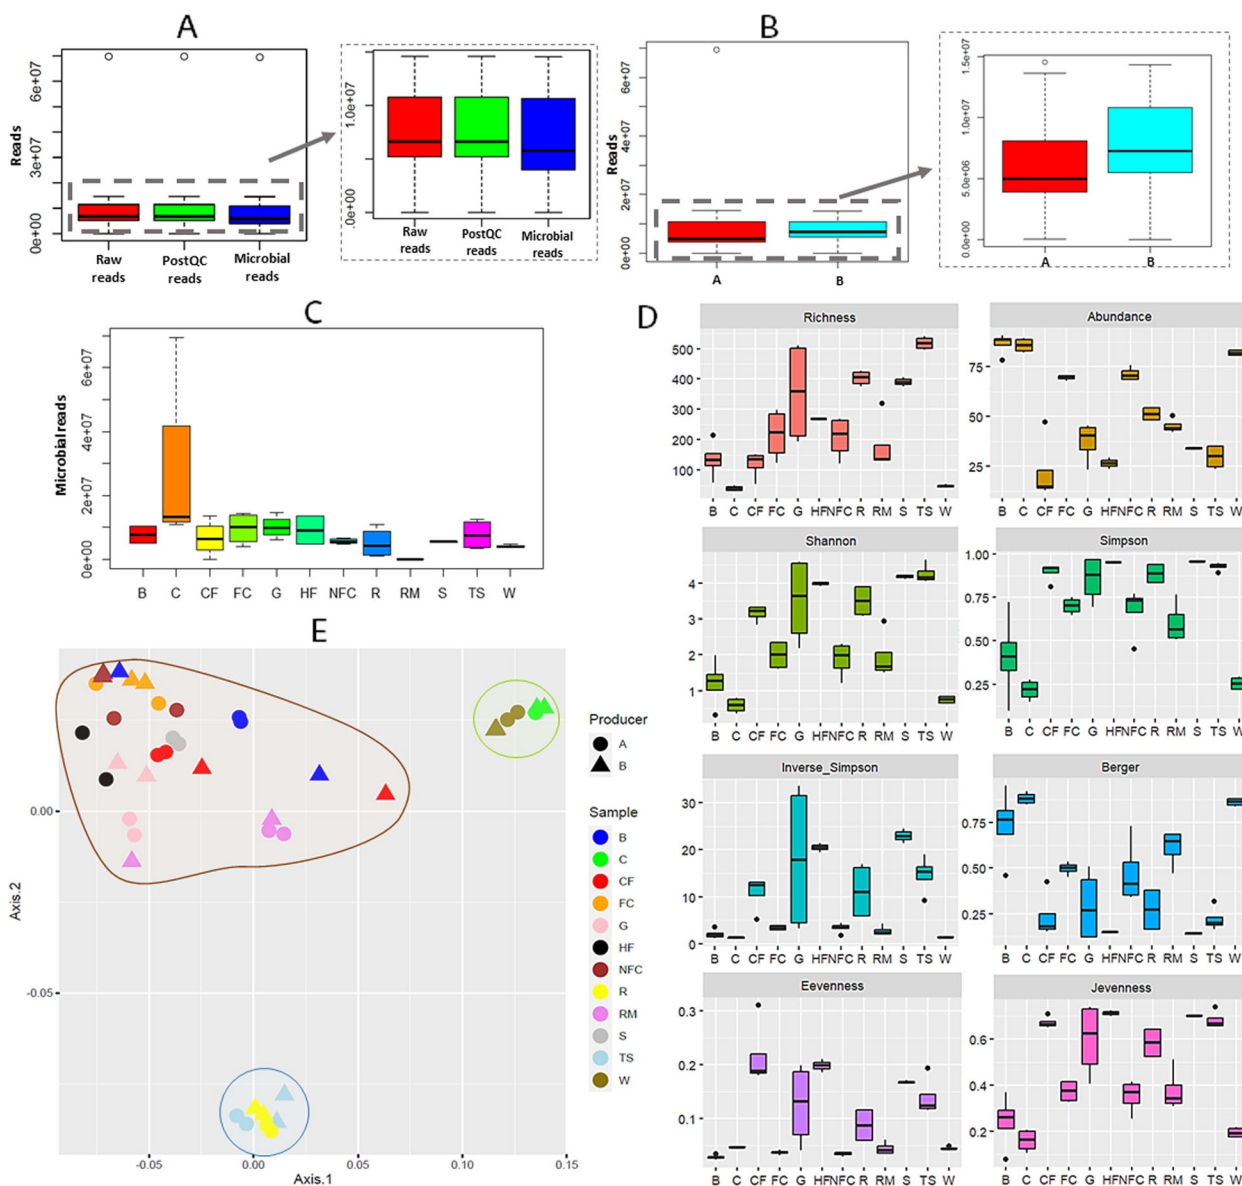 A
B
Reads
0e+00
3e+07
6e+07
Raw reads
PostQC reads
Microbial reads
.0e+00
1.0e+07
Raw reads
PostQC reads
Microbial reads
Reads
0e+00
2e+07
4e+07
6e+07
A
B
0.0e+00
5.0e+06
1.0e+07
1.5e+07
A
B
C
Microbial reads
0e+00
2e+07
4e+07
6e+07
B C CF FC G HF NFC R RM S TS W
D
Richness
500
400
300
200
100
B C CF FC G HFNFC R RM S TS W
Abundance
75
50
25
B C CF FC G HFNFC R RM S TS W
Shannon
4
3
2
1
B C CF FC G HFNFC R RM S TS W
Simpson
1.00
0.75
0.50
0.25
B C CF FC G HFNFC R RM S TS W
Inverse_Simpson
30
20
10
0
B C CF FC G HFNFC R RM S TS W
Berger
0.75
0.50
0.25
B C CF FC G HFNFC R RM S TS W
Eevenness
0.3
0.2
0.1
B C CF FC G HFNFC R RM S TS W
Jevenness
0.6
0.4
0.2
B C CF FC G HFNFC R RM S TS W
E
Axis.2
0.00
-0.05
-0.05
0.00
0.05
0.10
0.15
Axis.1
Producer
A
B
Sample
B
C
CF
FC
G
HF
NFC
R
RM
S
TS
W